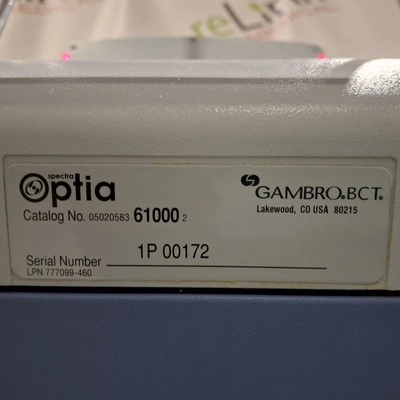 reLink
spectra
Optia
Catalog No. 05020583 61000 2
GAMBRO BCT
Lakewood, CO USA 80215
Serial Number 1P 00172
LPN 777099-460